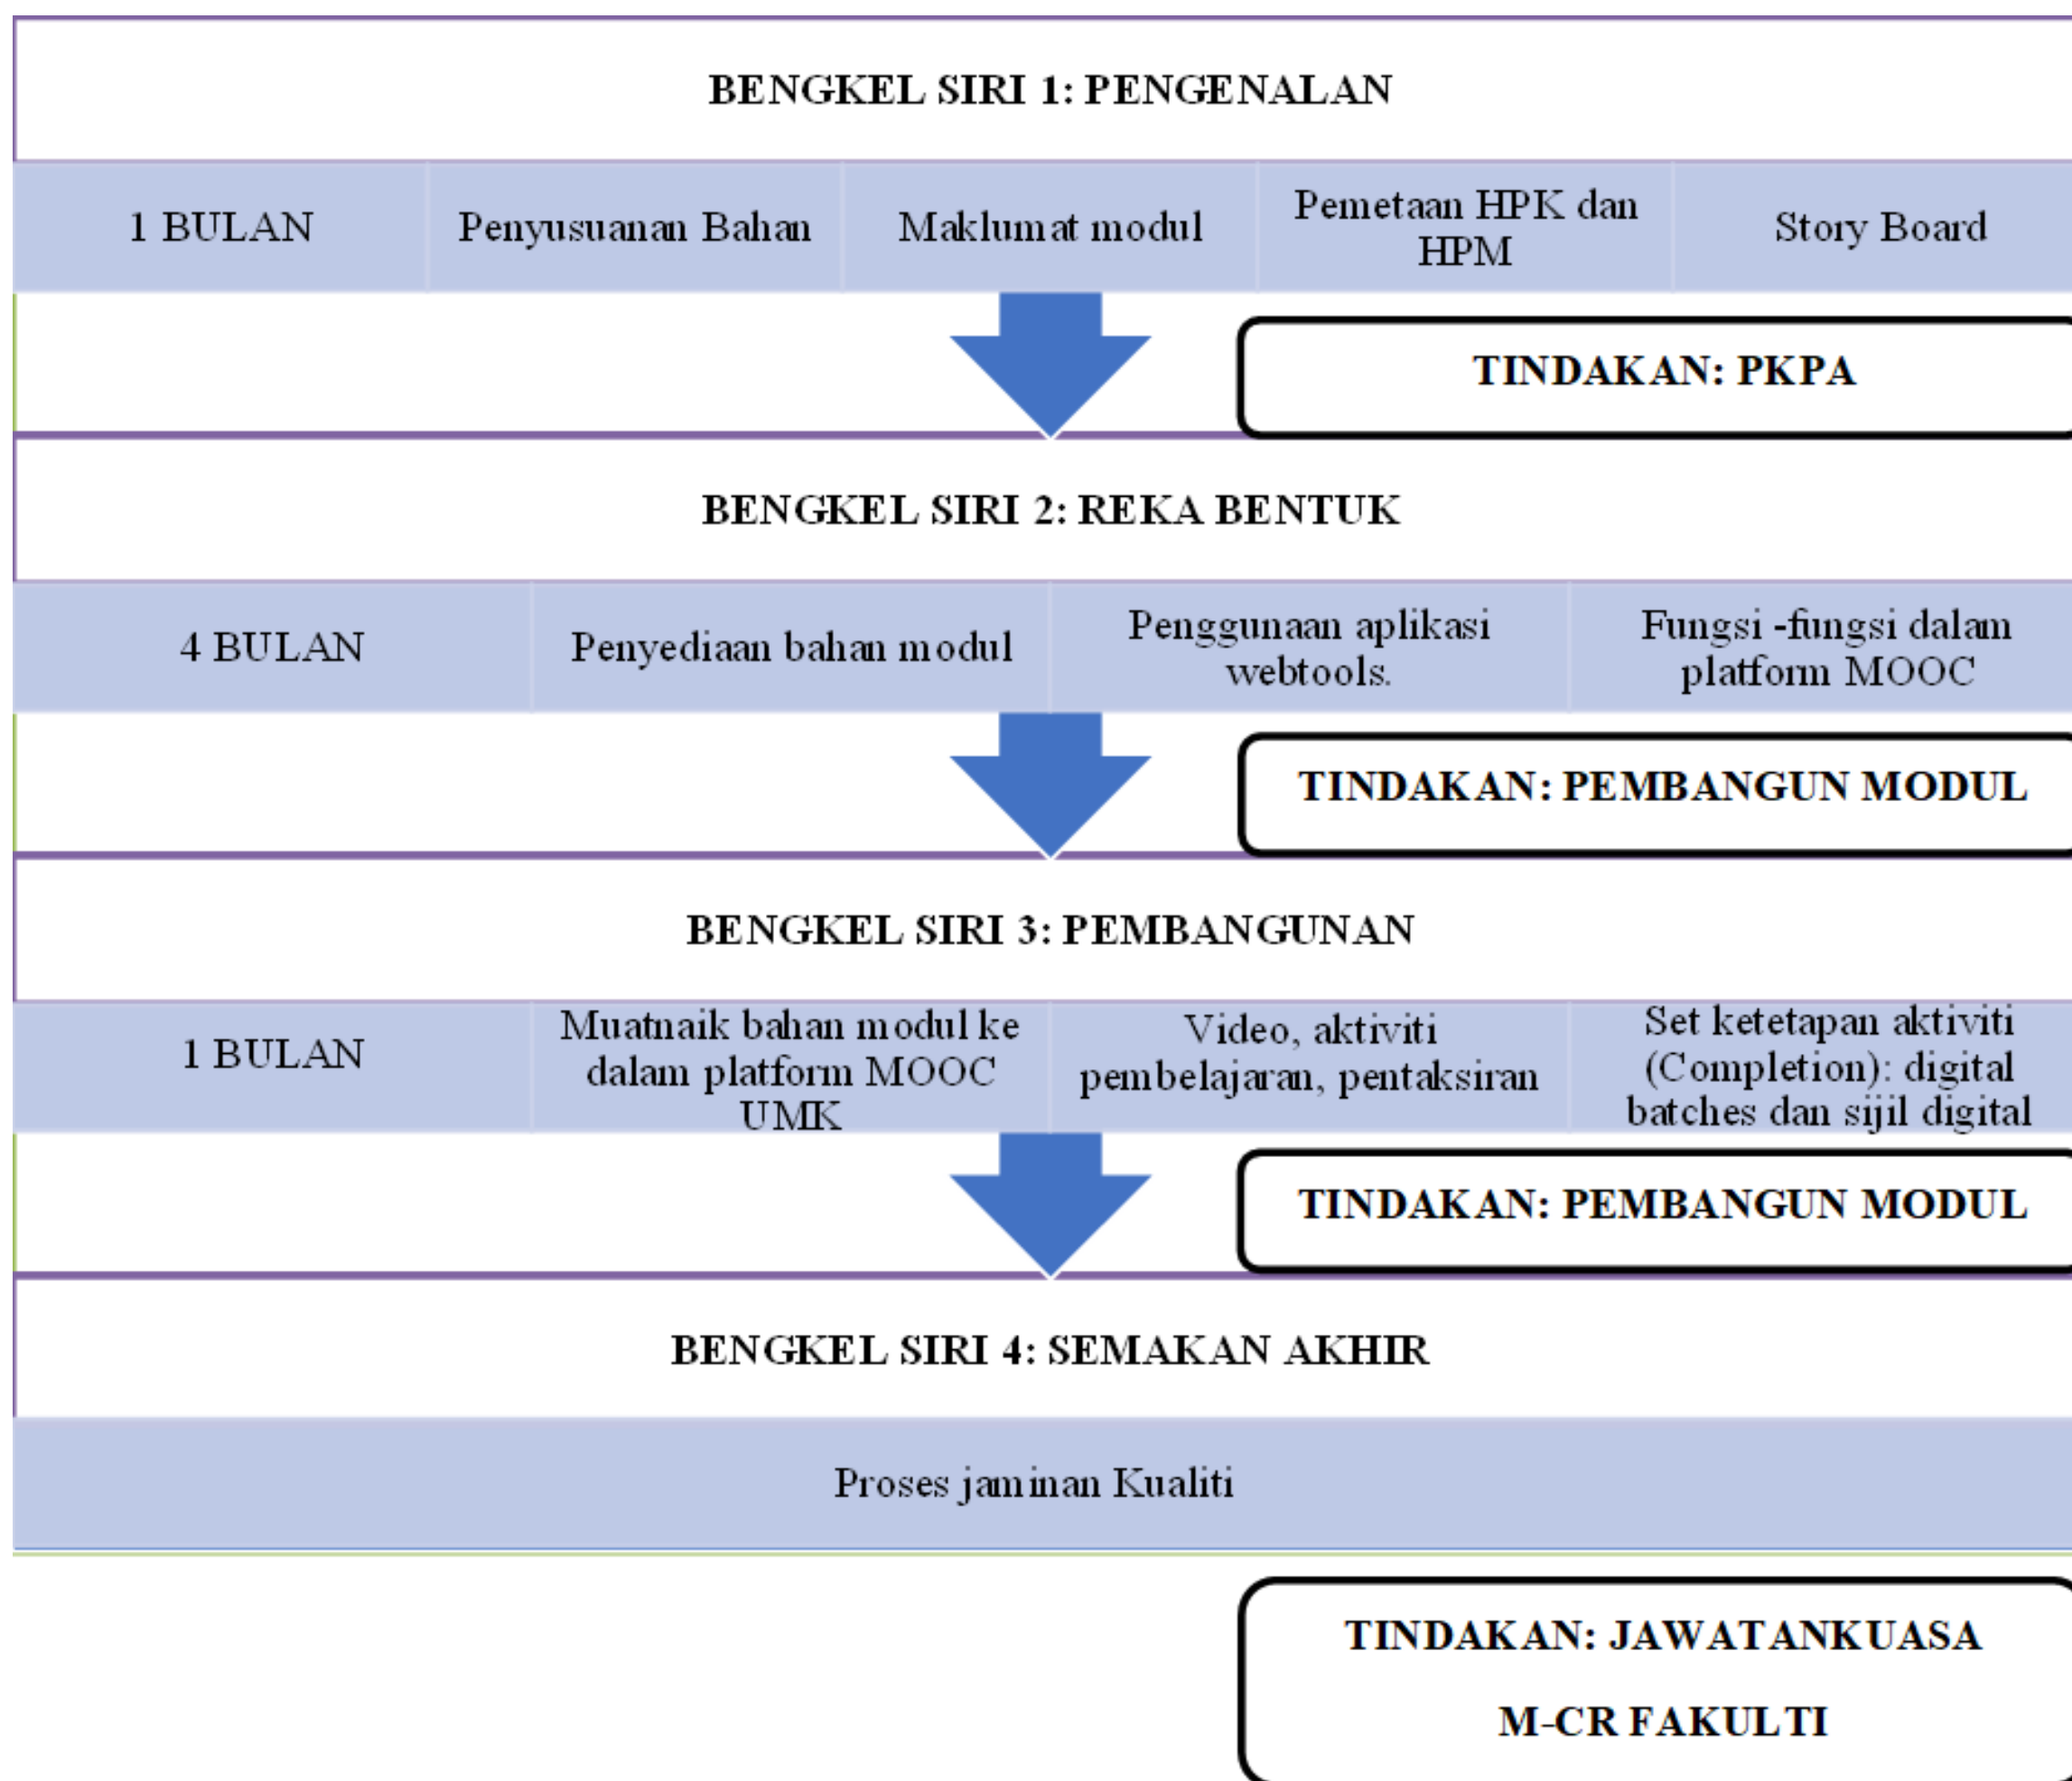 BENGKEL SIRI 1: PENGENALAN
1 BULAN
Penyusuanan Bahan
Maklumat modul
Pemetaan HPK dan
HPM
Story Board
TINDAKAN: PKPA
BENGKEL SIRI 2: REKA BENTUK
4 BULAN
Penyediaan bahan modul
Penggunaan aplikasi
webtools.
Fungsi -fungsi dalam
platform MOOC
TINDAKAN: PEMBANGUN MODUL
BENGKEL SIRI 3: PEMBANGUNAN
1 BULAN
Muatnaik bahan modul ke
dalam platform MOOC
UMK
Video, aktiviti
pembelajaran, pentaksiran
Set ketetapan aktiviti
(Completion): digital
batches dan sijil digital
TINDAKAN: PEMBANGUN MODUL
BENGKEL SIRI 4: SEMAKAN AKHIR
Proses jaminan Kualiti
TINDAKAN: JAWATANKUASA
M-CR FAKULTI